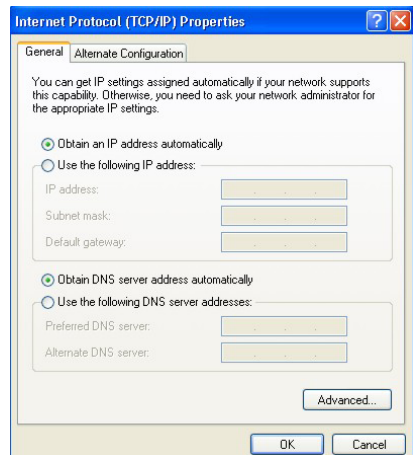 Internet Protocol (TCP/IP) Properties
General
Alternate Configuration
You can get IP settings assigned automatically if your network supports
this capability. Otherwise, you need to ask your network administrator for
the appropriate IP settings.
Obtain an IP address automatically
Use the following IP address:
IP address:
Subnet mask:
Default gateway:
Obtain DNS server address automatically
Use the following DNS server addresses:
Preferred DNS server:
Alternate DNS server:
Advanced...
OK
Cancel